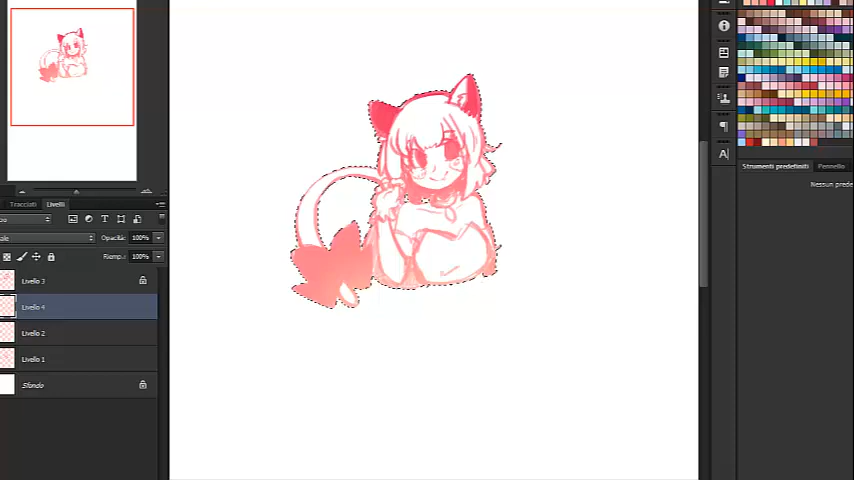 Tracciati Livelli
Opacità: 100%
Riemp.: 100%
Livello 3
Livello 4
Livello 2
Livello 1
Sfondo
Strumenti predefiniti Pennello
Nessun prede